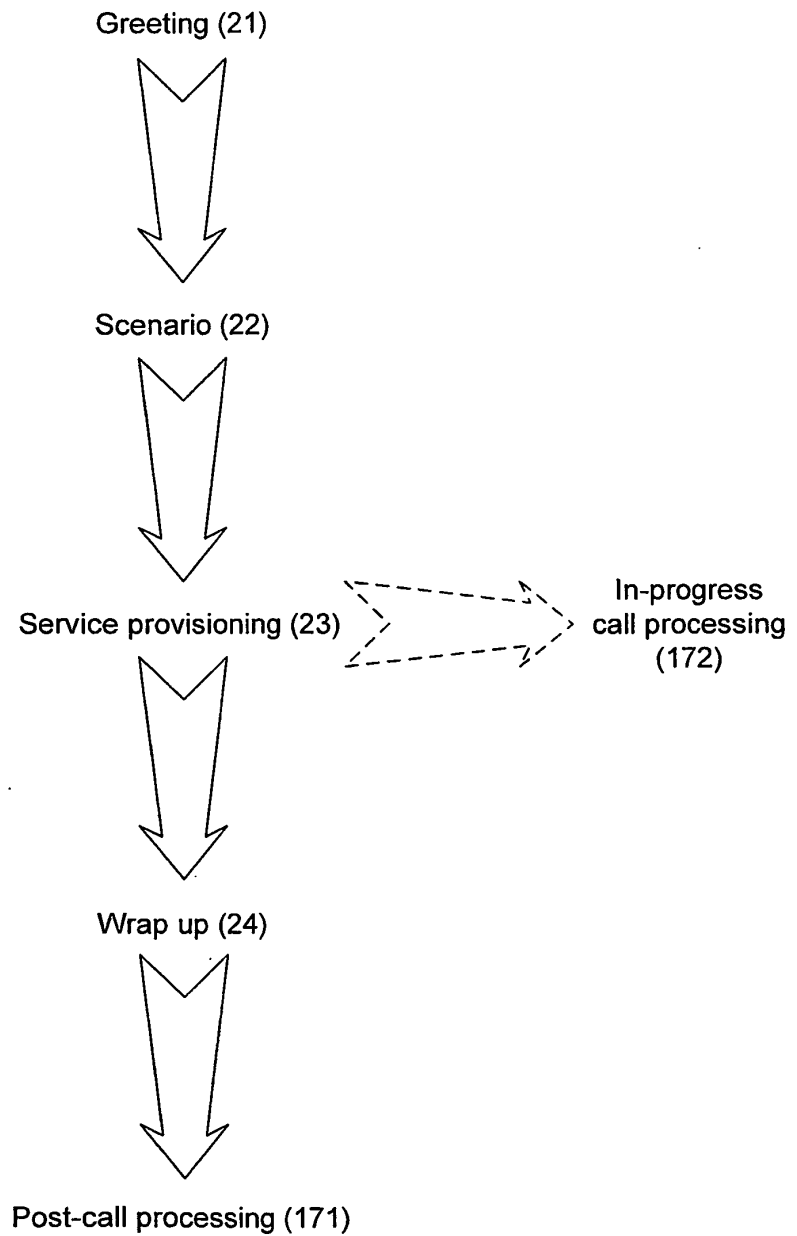 Greeting (21)
Scenario (22)
Service provisioning (23)
In-progress
call processing
(172)
Wrap up (24)
Post-call processing (171)